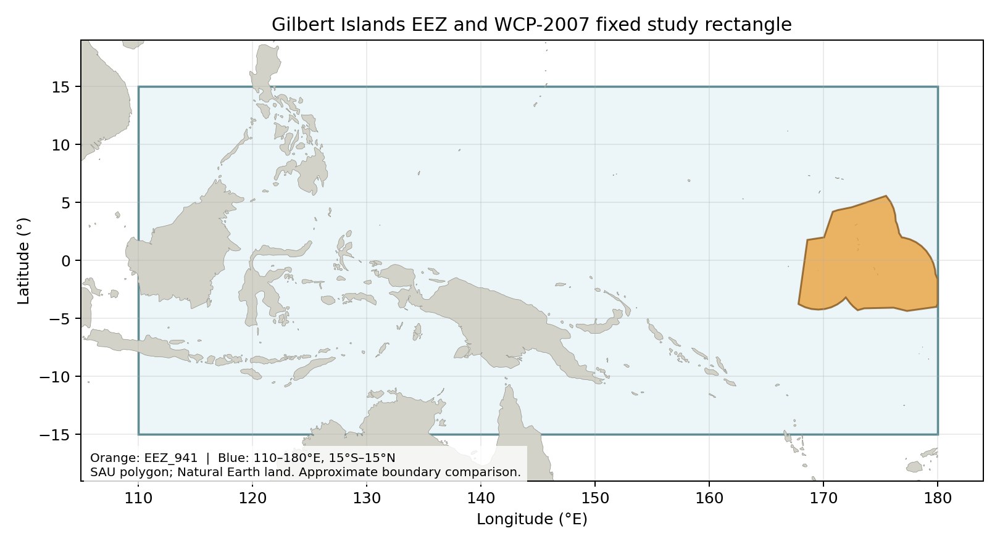 Gilbert Islands EEZ and WCP-2007 fixed study rectangle
Latitude (°)
15
10
5
0
−5
−10
−15
Orange: EEZ_941 | Blue: 110–180°E, 15°S–15°N
SAU polygon; Natural Earth land. Approximate boundary comparison.
110 120 130 140 150 160 170 180
Longitude (°E)